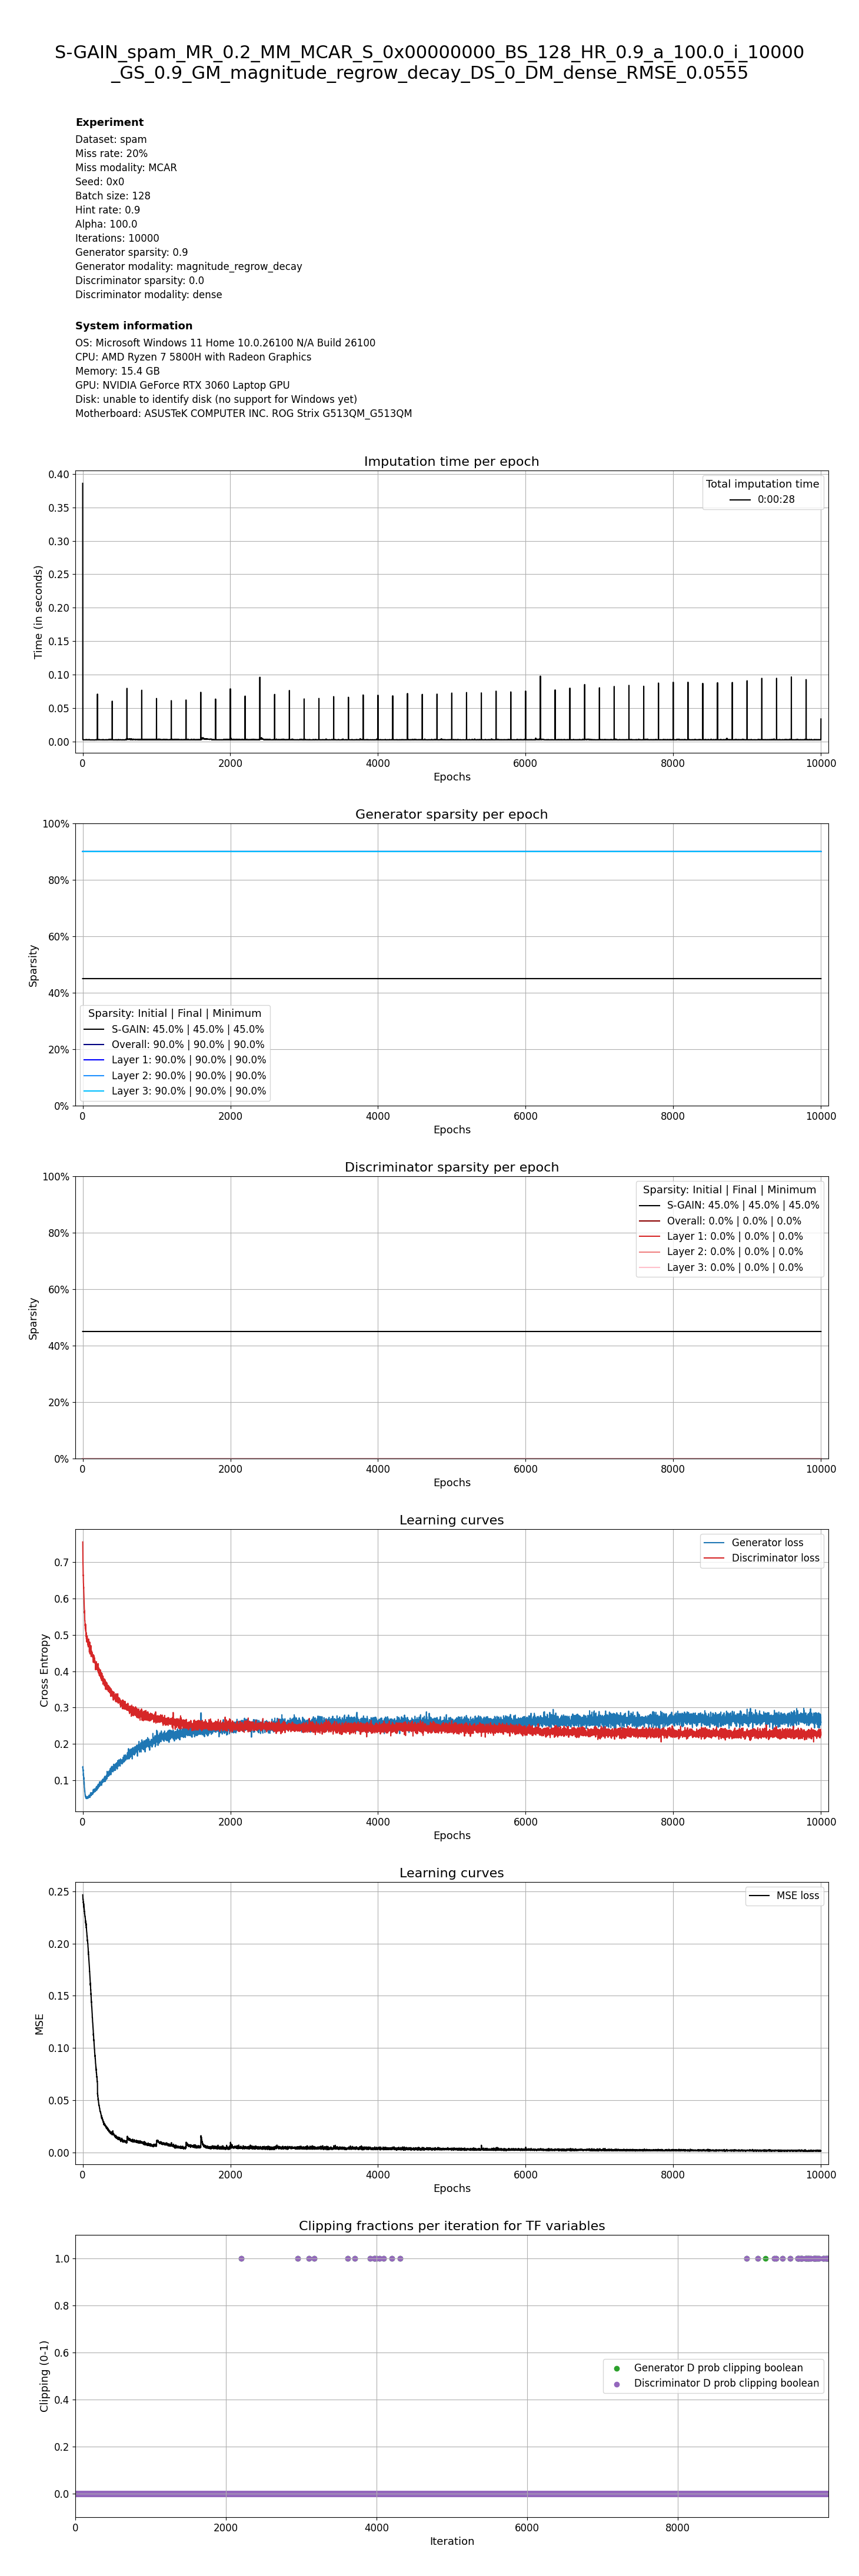 S-GAIN_spam_MR_0.2_MM_MCAR_S_0x00000000_BS_128_HR_0.9_a_100.0_i_10000
_GS_0.9_GM_magnitude_regrow_decay_DS_0_DM_dense_RMSE_0.0555
Experiment
Dataset: spam
Miss rate: 20%
Miss modality: MCAR
Seed: 0x0
Batch size: 128
Hint rate: 0.9
Alpha: 100.0
Iterations: 10000
Generator sparsity: 0.9
Generator modality: magnitude_regrow_decay
Discriminator sparsity: 0.0
Discriminator modality: dense
System information
OS: Microsoft Windows 11 Home 10.0.26100 N/A Build 26100
CPU: AMD Ryzen 7 5800H with Radeon Graphics
Memory: 15.4 GB
GPU: NVIDIA GeForce RTX 3060 Laptop GPU
Disk: unable to identify disk (no support for Windows yet)
Motherboard: ASUSTeK COMPUTER INC. ROG Strix G513QM_G513QM
Imputation time per epoch
Total imputation time
0:00:28
0.40
0.35
0.30
0.25
0.20
0.15
0.10
0.05
0.00
Time (in seconds)
0 2000 4000 6000 8000 10000
Epochs
Generator sparsity per epoch
100%
80%
60%
40%
20%
0%
Sparsity
Sparsity: Initial | Final | Minimum
S-GAIN: 45.0% | 45.0% | 45.0%
Overall: 90.0% | 90.0% | 90.0%
Layer 1: 90.0% | 90.0% | 90.0%
Layer 2: 90.0% | 90.0% | 90.0%
Layer 3: 90.0% | 90.0% | 90.0%
0 2000 4000 6000 8000 10000
Epochs
Discriminator sparsity per epoch
100%
80%
60%
40%
20%
0%
Sparsity
Sparsity: Initial | Final | Minimum
S-GAIN: 45.0% | 45.0% | 45.0%
Overall: 0.0% | 0.0% | 0.0%
Layer 1: 0.0% | 0.0% | 0.0%
Layer 2: 0.0% | 0.0% | 0.0%
Layer 3: 0.0% | 0.0% | 0.0%
0 2000 4000 6000 8000 10000
Epochs
Learning curves
Generator loss
Discriminator loss
0.7
0.6
0.5
0.4
0.3
0.2
0.1
Cross Entropy
0 2000 4000 6000 8000 10000
Epochs
Learning curves
MSE loss
0.25
0.20
0.15
0.10
0.05
0.00
MSE
0 2000 4000 6000 8000 10000
Epochs
Clipping fractions per iteration for TF variables
1.0
0.8
0.6
0.4
0.2
0.0
Clipping (0-1)
Generator D prob clipping boolean
Discriminator D prob clipping boolean
0 2000 4000 6000 8000
Iteration